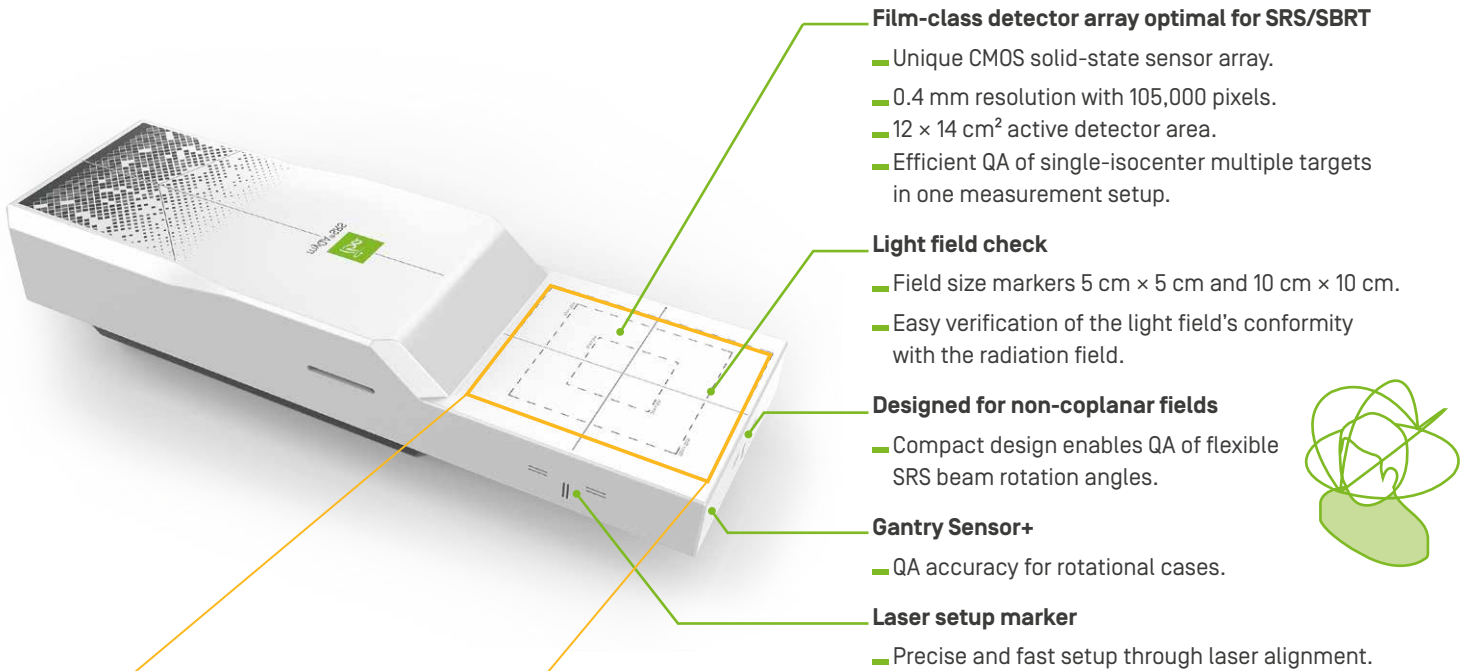 Film-class detector array optimal for SRS/SBRT
Unique CMOS solid-state sensor array.
0.4 mm resolution with 105,000 pixels.
12 × 14 cm² active detector area.
Efficient QA of single-isocenter multiple targets
in one measurement setup.
Light field check
Field size markers 5 cm × 5 cm and 10 cm × 10 cm.
Easy verification of the light field's conformity
with the radiation field.
Designed for non-coplanar fields
Compact design enables QA of flexible
SRS beam rotation angles.
Gantry Sensor+
QA accuracy for rotational cases.
Laser setup marker
Precise and fast setup through laser alignment.